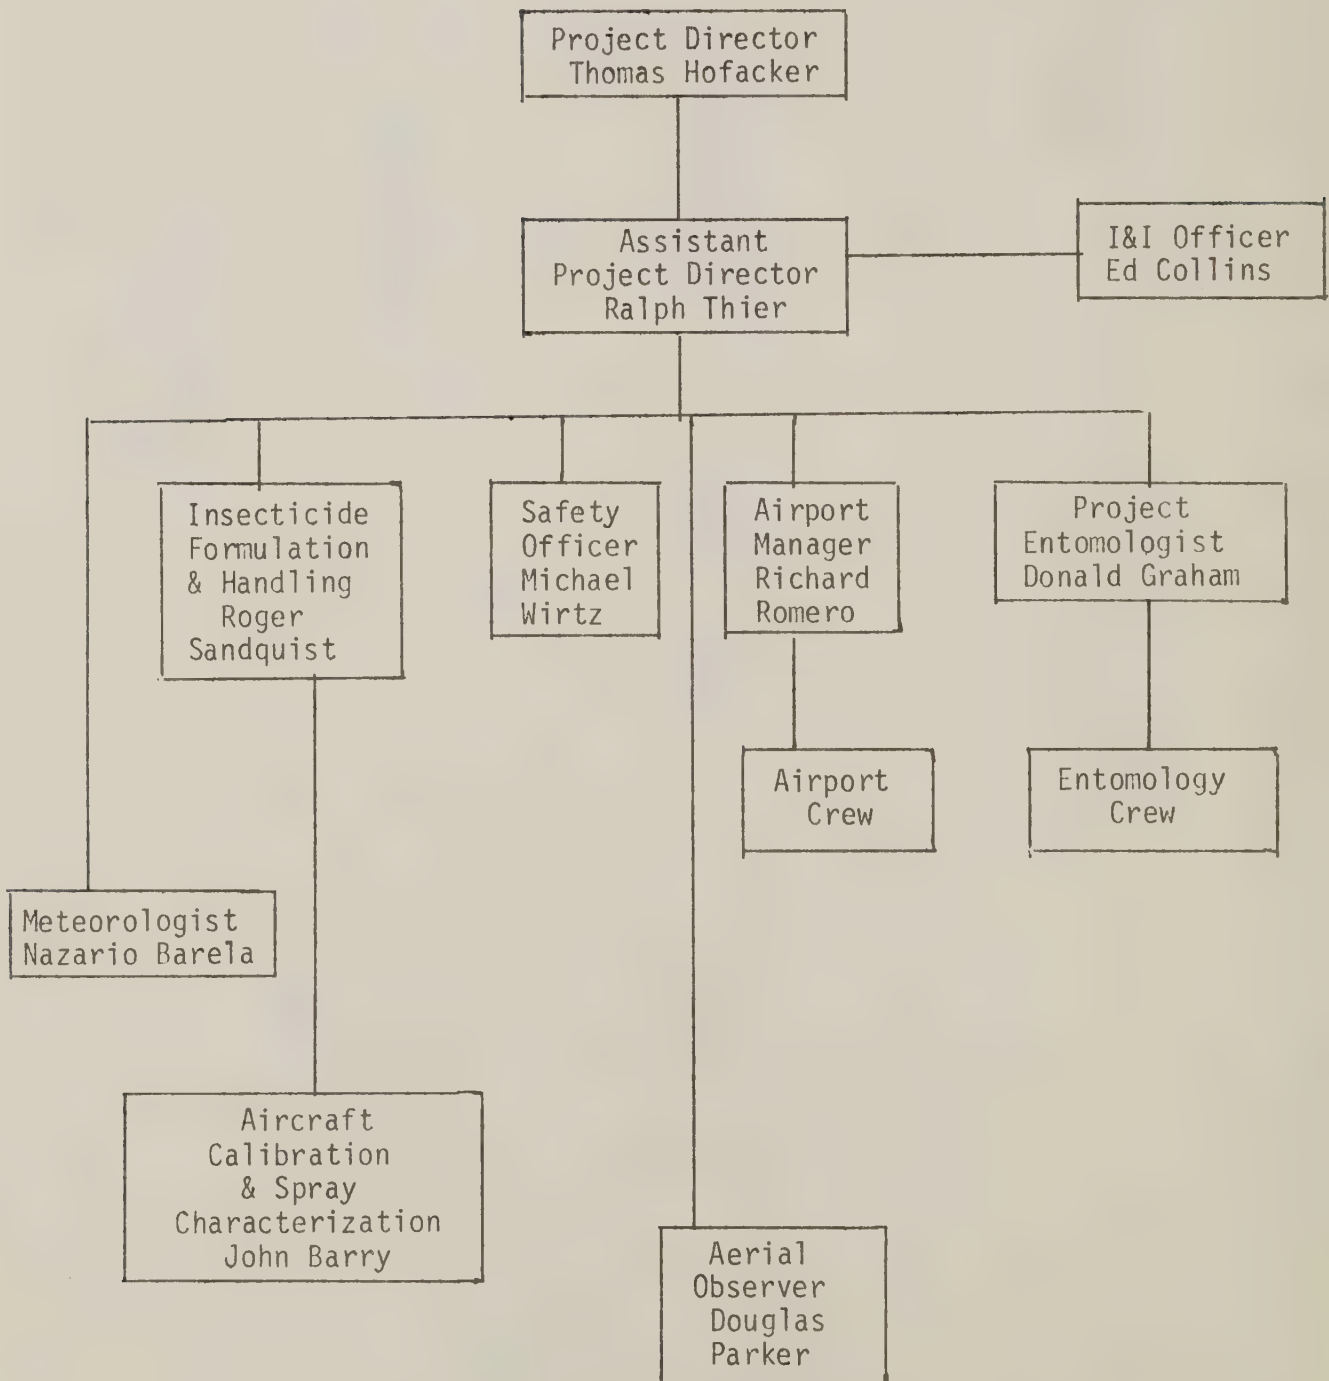 Project Director
Thomas Hofacker
Assistant
Project Director
Ralph Thier
I&I Officer
Ed Collins
Insecticide
Formulation
& Handling
Roger
Sandquist
Safety
Officer
Michael
Wirtz
Airport
Manager
Richard
Romero
Project
Entomologist
Donald Graham
Airport
Crew
Entomology
Crew
Meteorologist
Nazario Barela
Aircraft
Calibration
& Spray
Characterization
John Barry
Aerial
Observer
Douglas
Parker